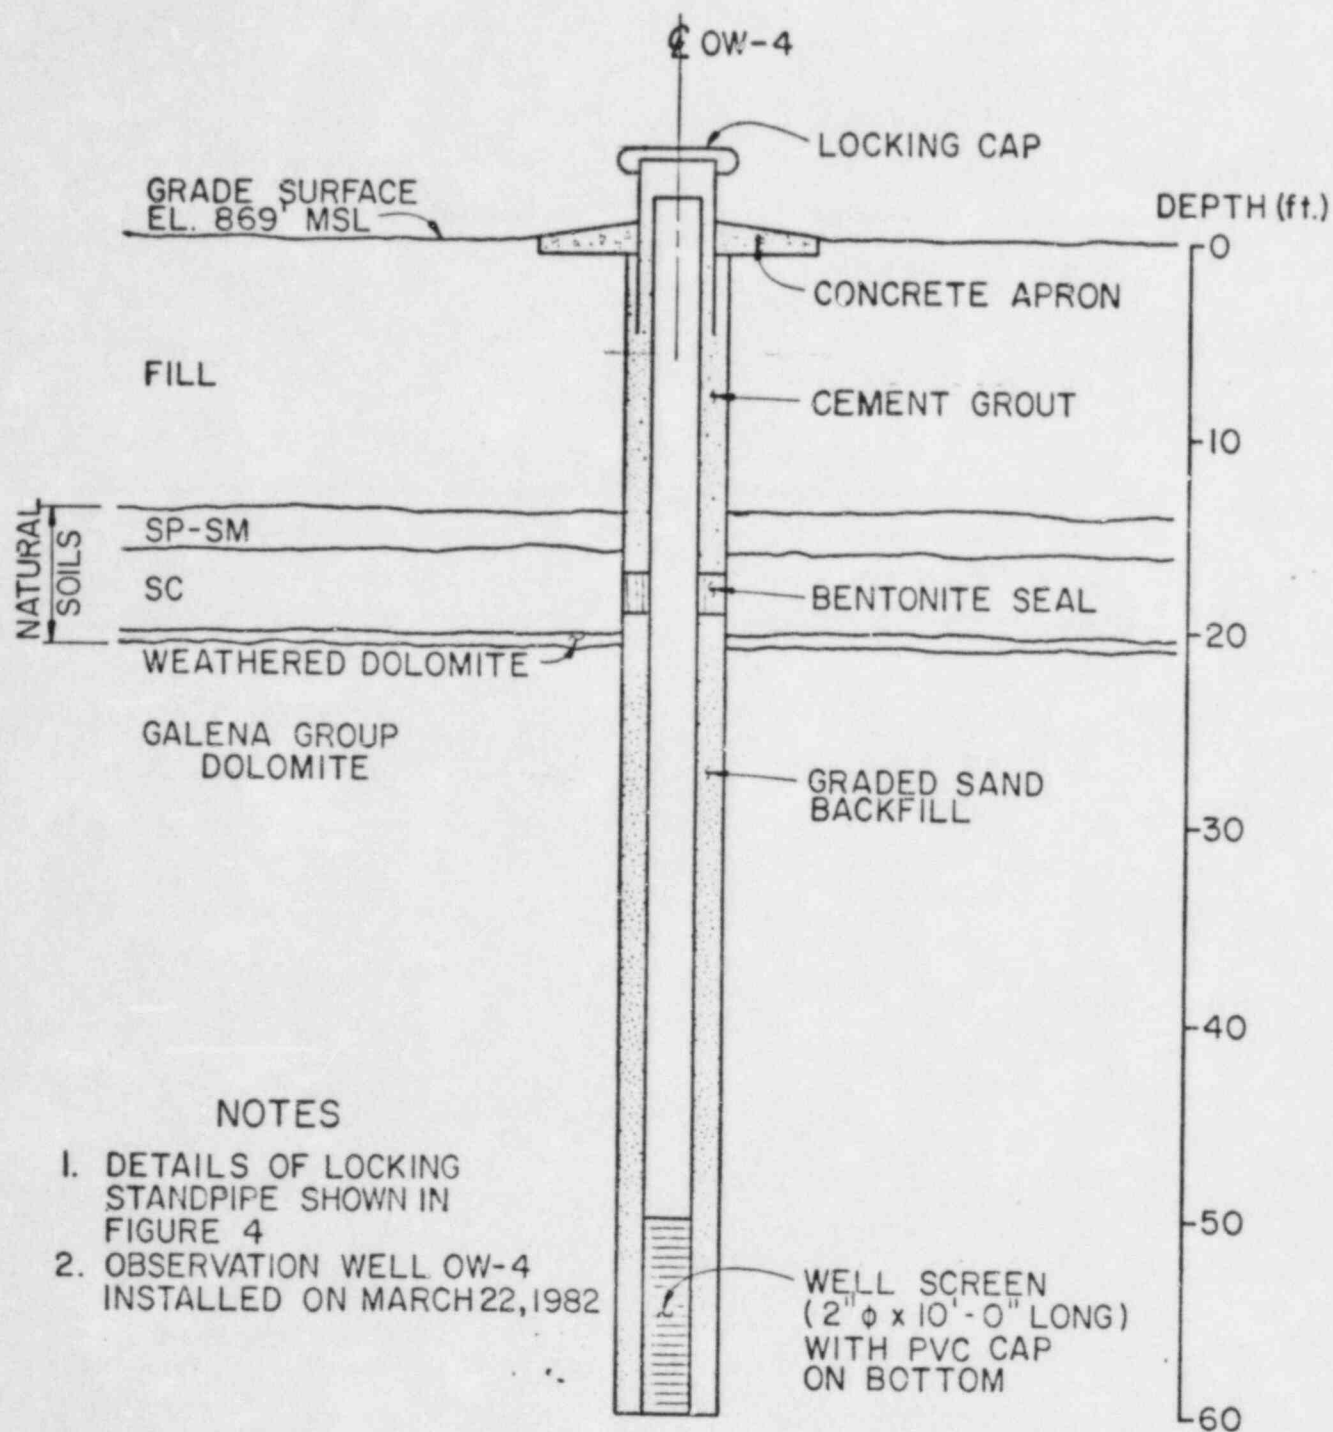 ℄ OW-4
LOCKING CAP
GRADE SURFACE
EL. 869' MSL
DEPTH (ft.)
0
CONCRETE APRON
FILL
CEMENT GROUT
10
NATURAL
SOILS
SP-SM
SC
BENTONITE SEAL
20
WEATHERED DOLOMITE
GALENA GROUP
DOLOMITE
GRADED SAND
BACKFILL
30
40
NOTES
1. DETAILS OF LOCKING
STANDPIPE SHOWN IN
FIGURE 4
2. OBSERVATION WELL OW-4
INSTALLED ON MARCH 22, 1982
50
WELL SCREEN
(2" φ x 10'-0" LONG)
WITH PVC CAP
ON BOTTOM
60